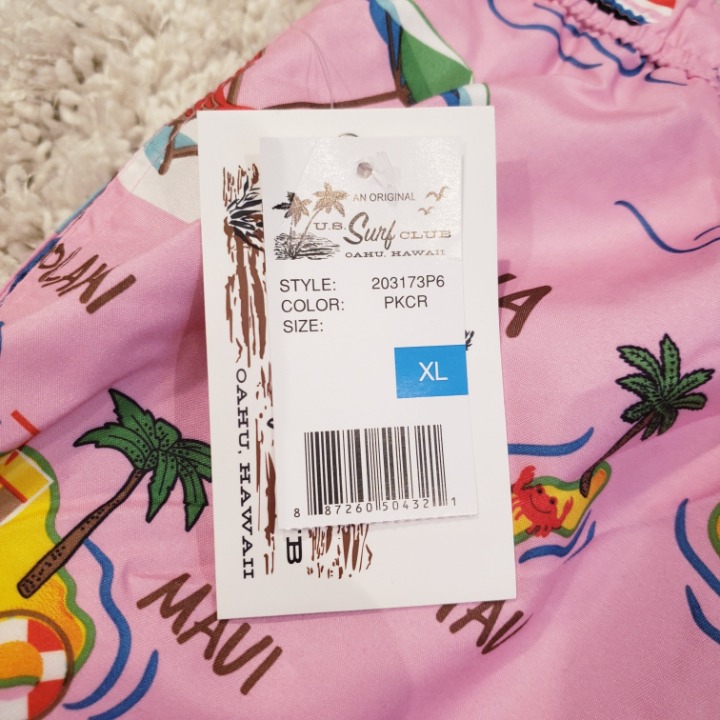 AN ORIGINAL
U.S. Surf CLUB
OAHU, HAWAII
STYLE: 203173P6
COLOR: PKCR
SIZE:
XL
8 87260 50432 1
OAHU, HAWAII
MAUI